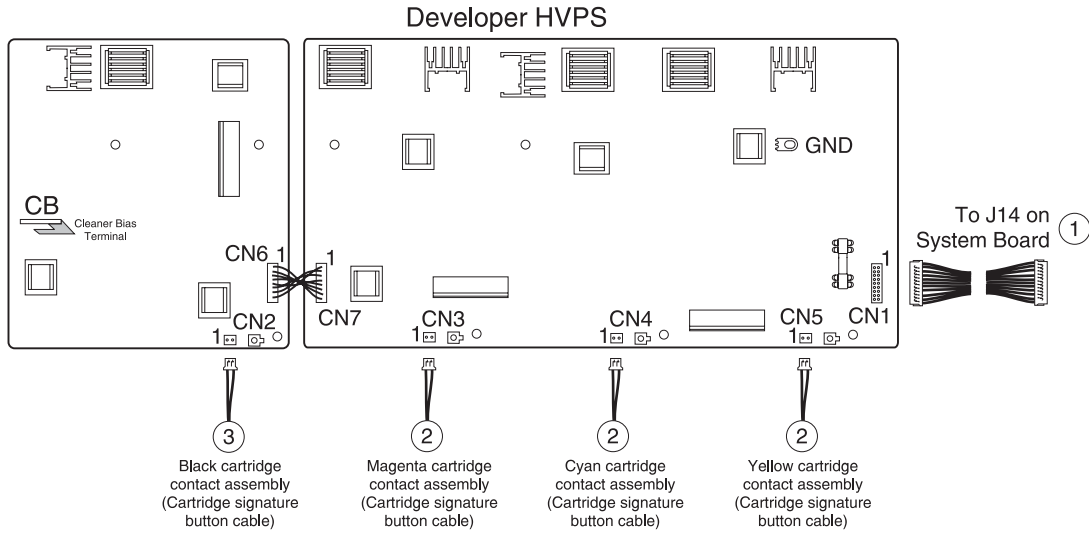 Developer HVPS
GND
CB
Cleaner Bias
Terminal
To J14 on
System Board
1
CN6 1
1
1
CN7
CN1
CN2
1
CN3
1
CN4
1
CN5
1
3
Black cartridge
contact assembly
(Cartridge signature
button cable)
2
Magenta cartridge
contact assembly
(Cartridge signature
button cable)
2
Cyan cartridge
contact assembly
(Cartridge signature
button cable)
2
Yellow cartridge
contact assembly
(Cartridge signature
button cable)